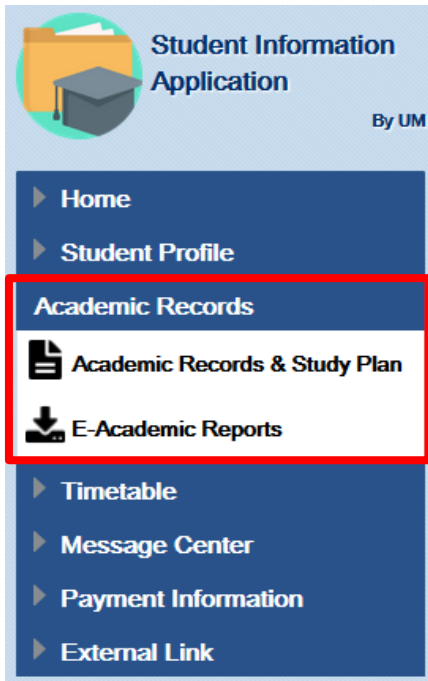 Student Information
Application
By UM
Home
Student Profile
Academic Records
Academic Records & Study Plan
E-Academic Reports
Timetable
Message Center
Payment Information
External Link